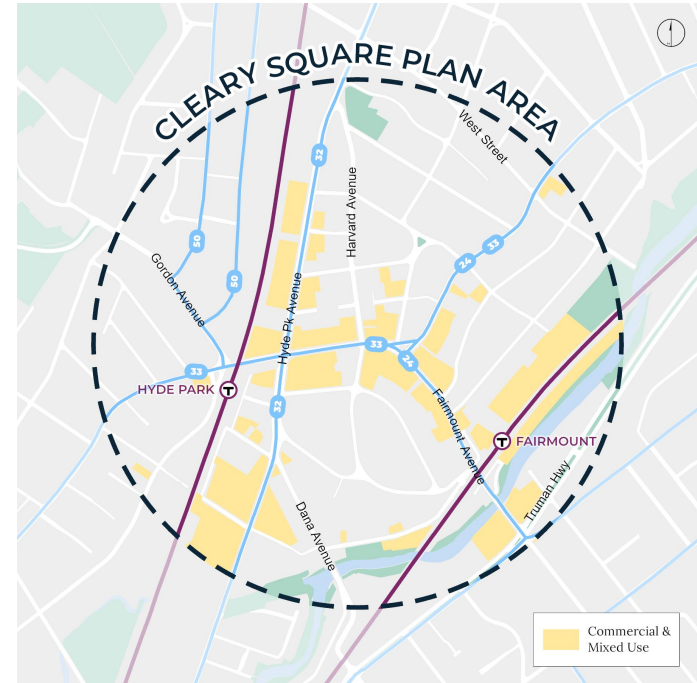 CLEARY SQUARE PLAN AREA
West Street
32
Harvard Avenue
50
33
24
Gordon Avenue
50
Hyde Pk Avenue
33
24
33
HYDE PARK
T
32
Fairmount Avenue
T
FAIRMOUNT
Truman Hwy
Dana Avenue
Commercial &
Mixed Use